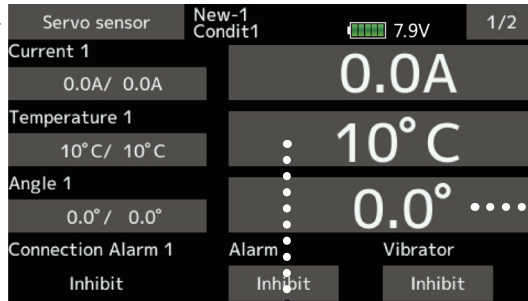 Servo sensor
New-1
Condit1
7.9V
1/2
Current 1
0.0A/ 0.0A
0.0A
Temperature 1
10°C/ 10°C
10°C
Angle 1
0.0°/ 0.0°
0.0°
Connection Alarm 1
Alarm
Vibrator
Inhibit
Inhibit
Inhibit